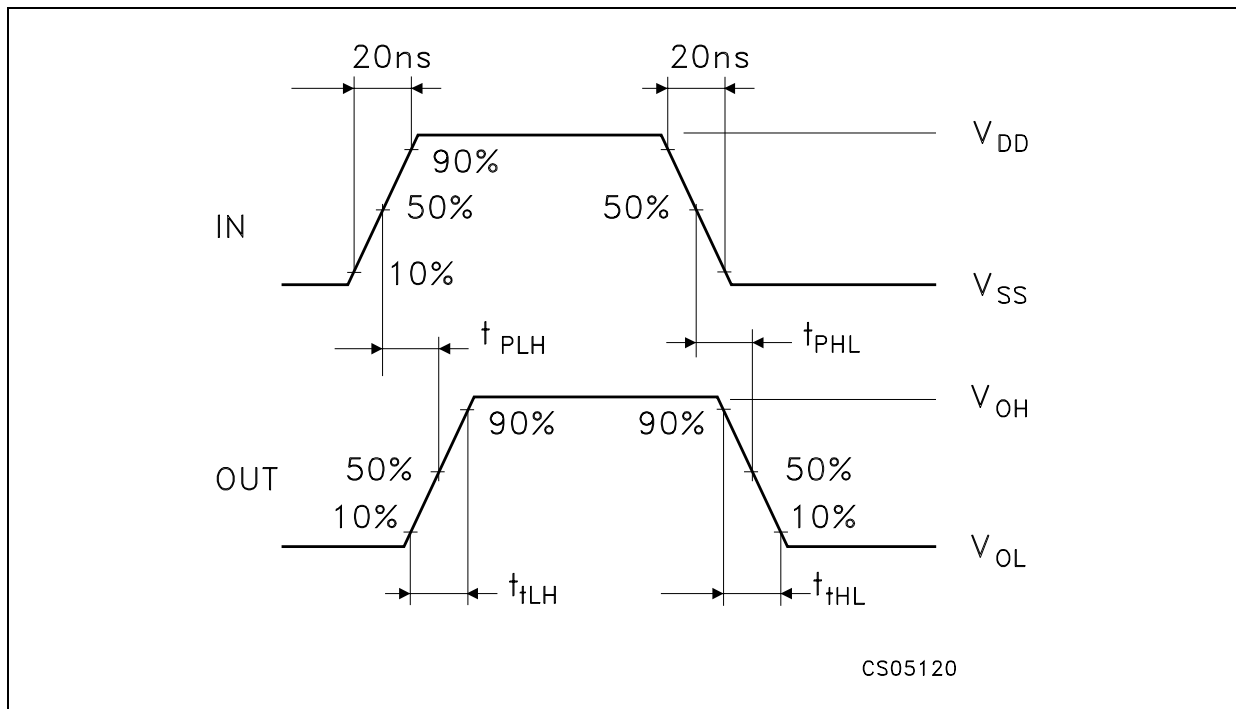 20ns 20ns
V_DD
90%
IN 50% 50%
10%
V_SS
t_PLH t_PHL
V_OH
90% 90%
OUT 50% 50%
10% 10%
V_OL
t_tLH t_tHL
CS05120